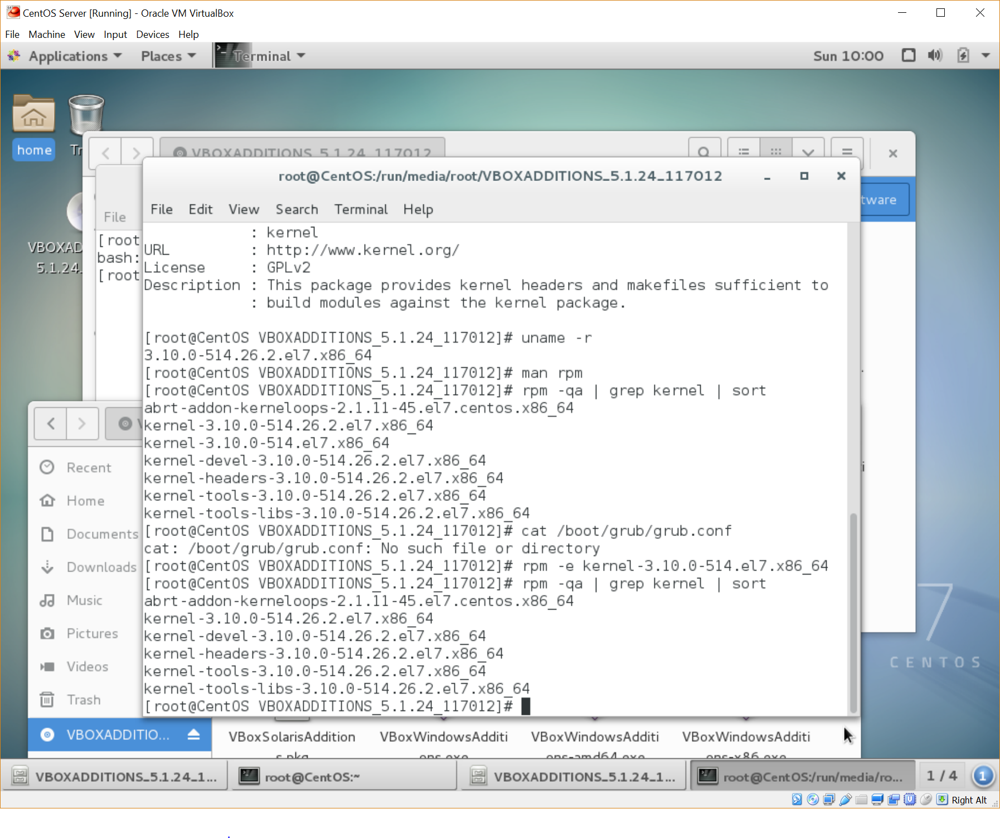 CentOS Server [Running] - Oracle VM VirtualBox
File Machine View Input Devices Help
Applications Places Terminal Sun 10:00
home
VBOXADDITIONS_5.1.24_117012
root@CentOS:/run/media/root/VBOXADDITIONS_5.1.24_117012
tware
File
File Edit View Search Terminal Help
VBOXAD
5.1.24.
[root
bash:
[root
: kernel
URL : http://www.kernel.org/
License : GPLv2
Description : This package provides kernel headers and makefiles sufficient to
: build modules against the kernel package.
[root@CentOS VBOXADDITIONS_5.1.24_117012]# uname -r
3.10.0-514.26.2.el7.x86_64
[root@CentOS VBOXADDITIONS_5.1.24_117012]# man rpm
[root@CentOS VBOXADDITIONS_5.1.24_117012]# rpm -qa | grep kernel | sort
abrt-addon-kerneloops-2.1.11-45.el7.centos.x86_64
kernel-3.10.0-514.26.2.el7.x86_64
kernel-3.10.0-514.el7.x86_64
kernel-devel-3.10.0-514.26.2.el7.x86_64
kernel-headers-3.10.0-514.26.2.el7.x86_64
kernel-tools-3.10.0-514.26.2.el7.x86_64
kernel-tools-libs-3.10.0-514.26.2.el7.x86_64
[root@CentOS VBOXADDITIONS_5.1.24_117012]# cat /boot/grub/grub.conf
cat: /boot/grub/grub.conf: No such file or directory
[root@CentOS VBOXADDITIONS_5.1.24_117012]# rpm -e kernel-3.10.0-514.el7.x86_64
[root@CentOS VBOXADDITIONS_5.1.24_117012]# rpm -qa | grep kernel | sort
abrt-addon-kerneloops-2.1.11-45.el7.centos.x86_64
kernel-3.10.0-514.26.2.el7.x86_64
kernel-devel-3.10.0-514.26.2.el7.x86_64
kernel-headers-3.10.0-514.26.2.el7.x86_64
kernel-tools-3.10.0-514.26.2.el7.x86_64
kernel-tools-libs-3.10.0-514.26.2.el7.x86_64
[root@CentOS VBOXADDITIONS_5.1.24_117012]#
Recent
Home
Documents
Downloads
Music
Pictures
Videos
Trash
VBOXADDITIO...
7
CENTOS
VBoxSolarisAddition VBoxWindowsAdditi VBoxWindowsAdditi VBoxWindowsAdditi
s.pkg ons.exe ons-amd64.exe ons-x86.exe
VBOXADDITIONS_5.1.24_1... root@CentOS:~ VBOXADDITIONS_5.1.24_1... root@CentOS:/run/media/ro... 1 / 4 1
Right Alt